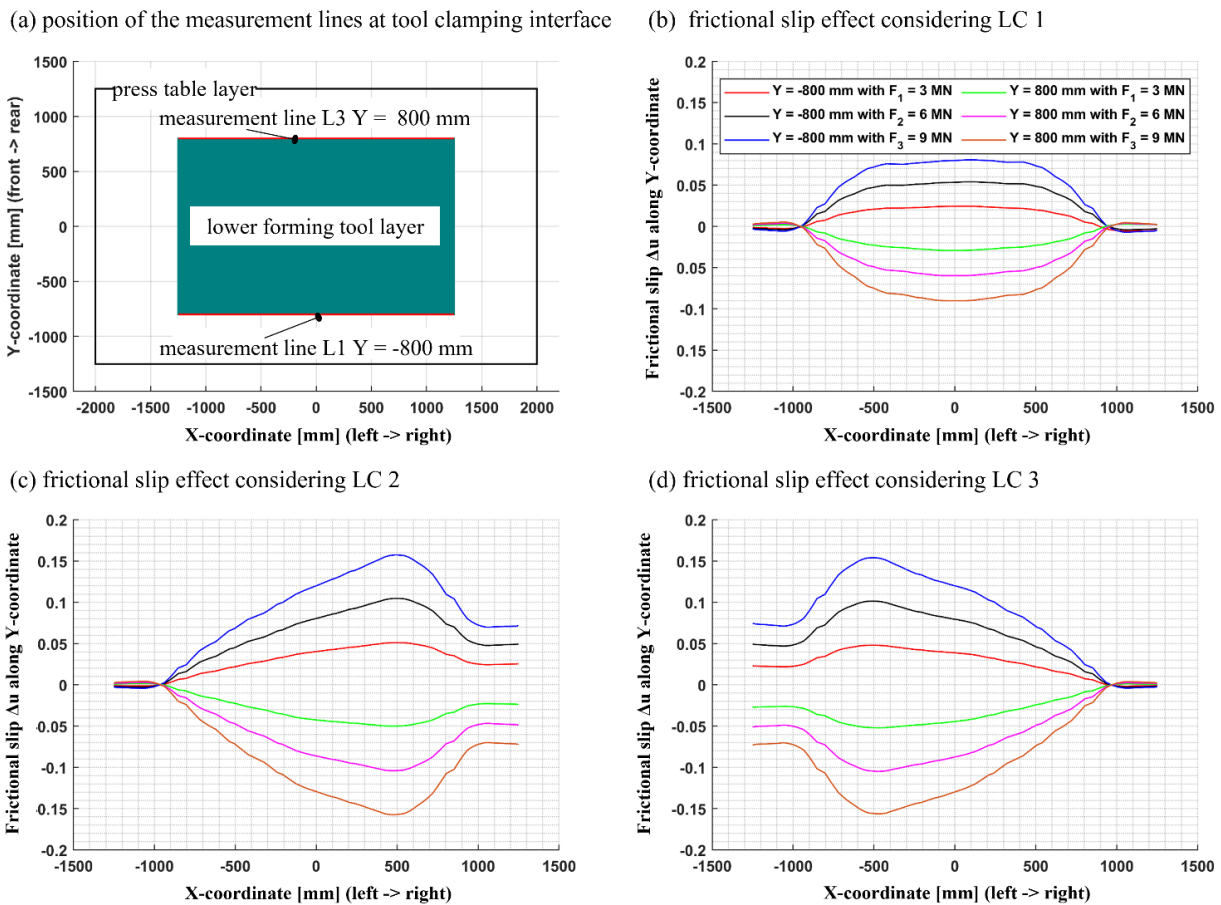 (a) position of the measurement lines at tool clamping interface
1500
1000
500
0
-500
-1000
-1500
Y-coordinate [mm] (front -> rear)
press table layer
measurement line L3 Y = 800 mm
lower forming tool layer
measurement line L1 Y = -800 mm
-2000 -1500 -1000 -500 0 500 1000 1500 2000
X-coordinate [mm] (left -> right)
(b) frictional slip effect considering LC 1
0.2
0.15
0.1
0.05
0
0.05
-0.1
0.15
-0.2
Frictional slip Δu along Y-coordinate
Y = -800 mm with F1 = 3 MN
Y = -800 mm with F2 = 6 MN
Y = -800 mm with F3 = 9 MN
Y = 800 mm with F1 = 3 MN
Y = 800 mm with F2 = 6 MN
Y = 800 mm with F3 = 9 MN
-1500 -1000 -500 0 500 1000 1500
X-coordinate [mm] (left -> right)
(c) frictional slip effect considering LC 2
0.2
0.15
0.1
0.05
0
-0.05
-0.1
-0.15
-0.2
Frictional slip Δu along Y-coordinate
-1500 -1000 -500 0 500 1000 1500
X-coordinate [mm] (left -> right)
(d) frictional slip effect considering LC 3
0.2
0.15
0.1
0.05
0
-0.05
-0.1
-0.15
-0.2
Frictional slip Δu along Y-coordinate
-1500 -1000 -500 0 500 1000 1500
X-coordinate [mm] (left -> right)